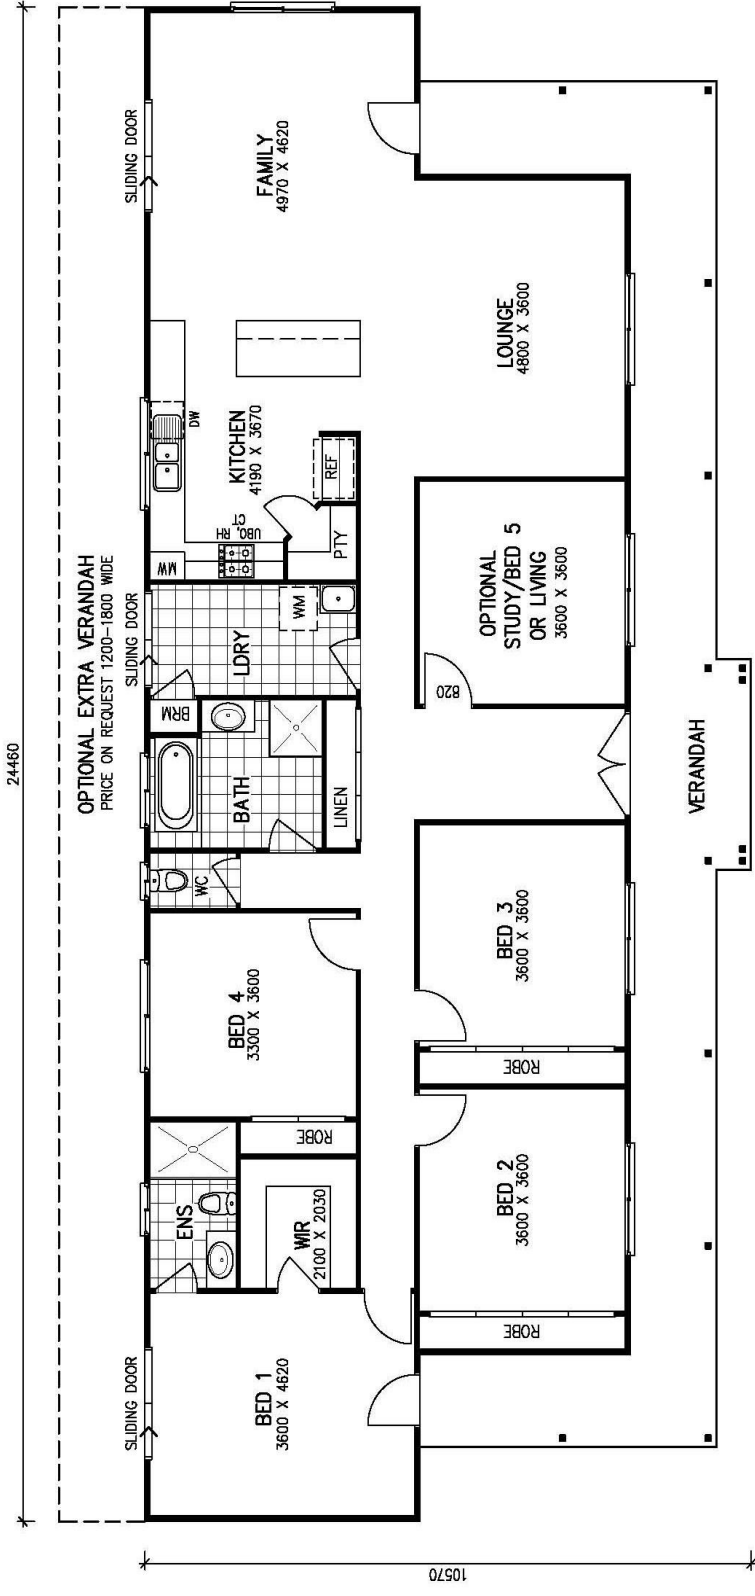 24460
OPTIONAL EXTRA VERANDAH
PRICE ON REQUEST 1200-1800 WIDE
SLIDING DOOR
SLIDING DOOR
SLIDING DOOR
BED 1
3600 X 4620
ENS
WIR
2100 X 2030
ROBE
BED 4
3300 X 3600
WC
BATH
LINEN
BRM
LDRY
WM
MW
UBO, RH
CT
PTY
REF
KITCHEN
4190 X 3670
DW
FAMILY
4970 X 4620
LOUNGE
4800 X 3600
OPTIONAL
STUDY/BED 5
OR LIVING
3600 X 3600
820
BED 3
3600 X 3600
ROBE
BED 2
3600 X 3600
ROBE
VERANDAH
10570